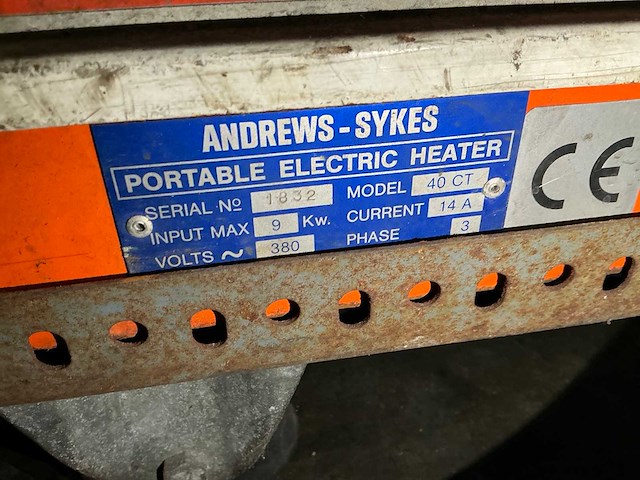 ANDREWS-SYKES
PORTABLE ELECTRIC HEATER
SERIAL Nº 1832 MODEL 40 CT
INPUT MAX 9 Kw. CURRENT 14 A
VOLTS ~ 380 PHASE 3
CE